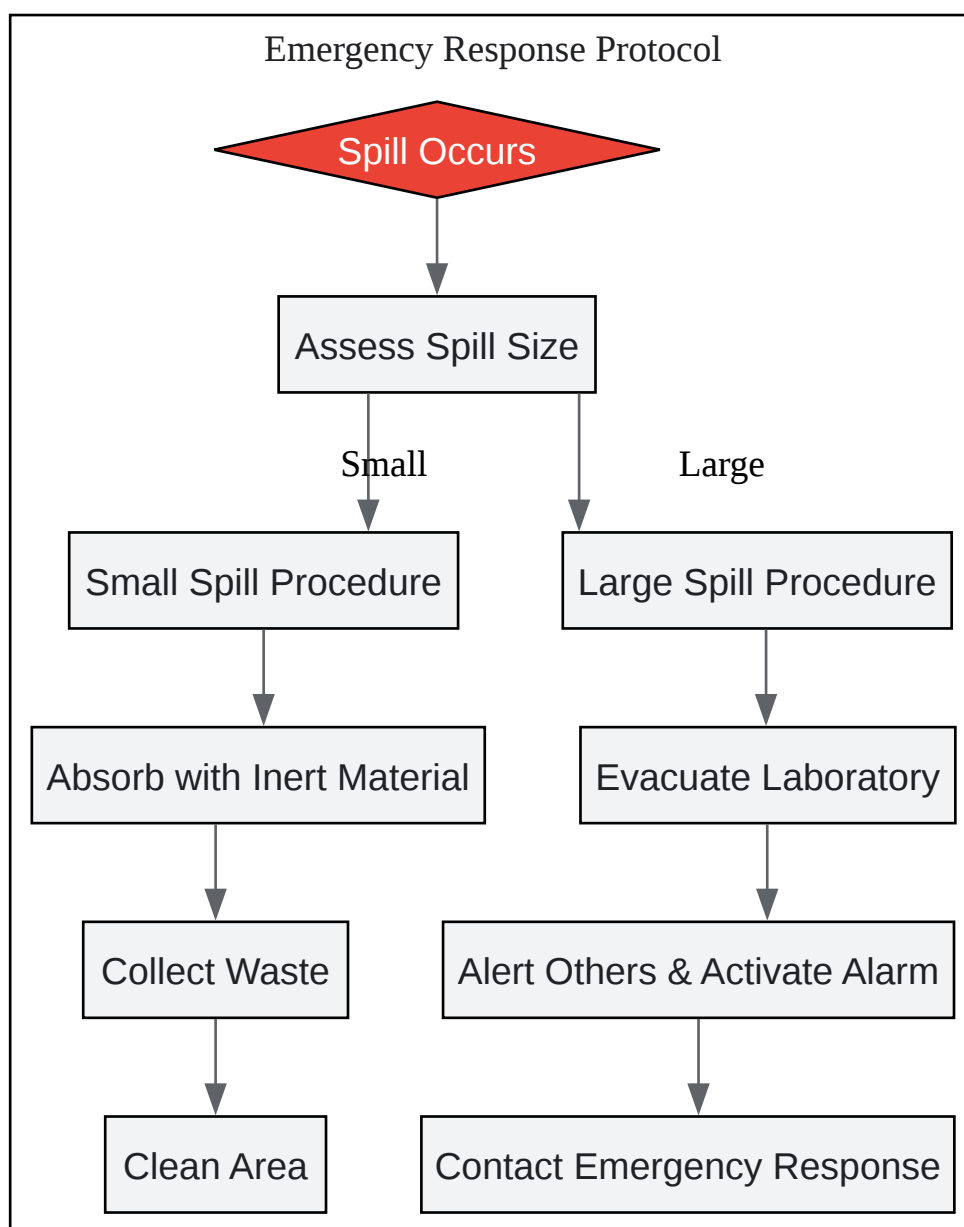 Emergency Response Protocol
Spill Occurs
Assess Spill Size
Small
Large
Small Spill Procedure
Large Spill Procedure
Absorb with Inert Material
Evacuate Laboratory
Collect Waste
Alert Others & Activate Alarm
Clean Area
Contact Emergency Response